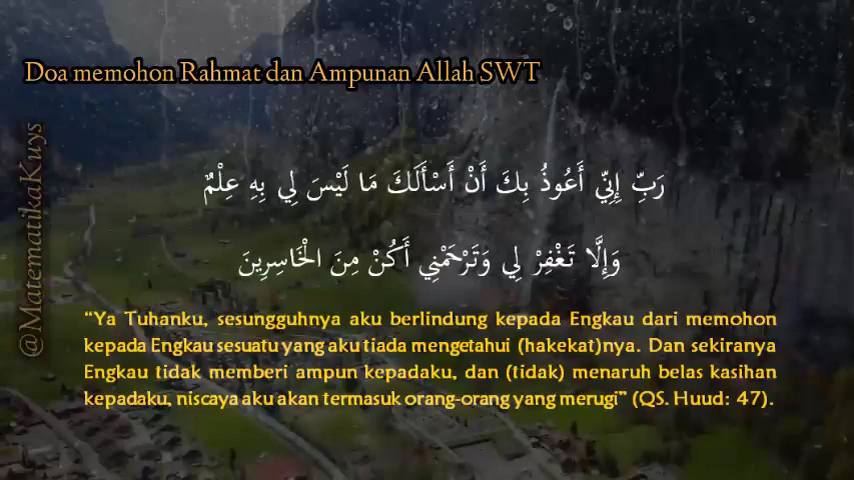 Doa memohon Rahmat dan Ampunan Allah SWT
@MatematikaKuys
رَبِّ إِنِّي أَعُوذُ بِكَ أَنْ أَسْأَلَكَ مَا لَيْسَ لِي بِهِ عِلْمٌ
وَإِلَّا تَغْفِرْ لِي وَتَرْحَمْنِي أَكُنْ مِنَ الْخَاسِرِينَ
“Ya Tuhanku, sesungguhnya aku berlindung kepada Engkau dari memohon
kepada Engkau sesuatu yang aku tiada mengetahui (hakekat)nya. Dan sekiranya
Engkau tidak memberi ampun kepadaku, dan (tidak) menaruh belas kasihan
kepadaku, niscaya aku akan termasuk orang-orang yang merugi” (QS. Huud: 47).